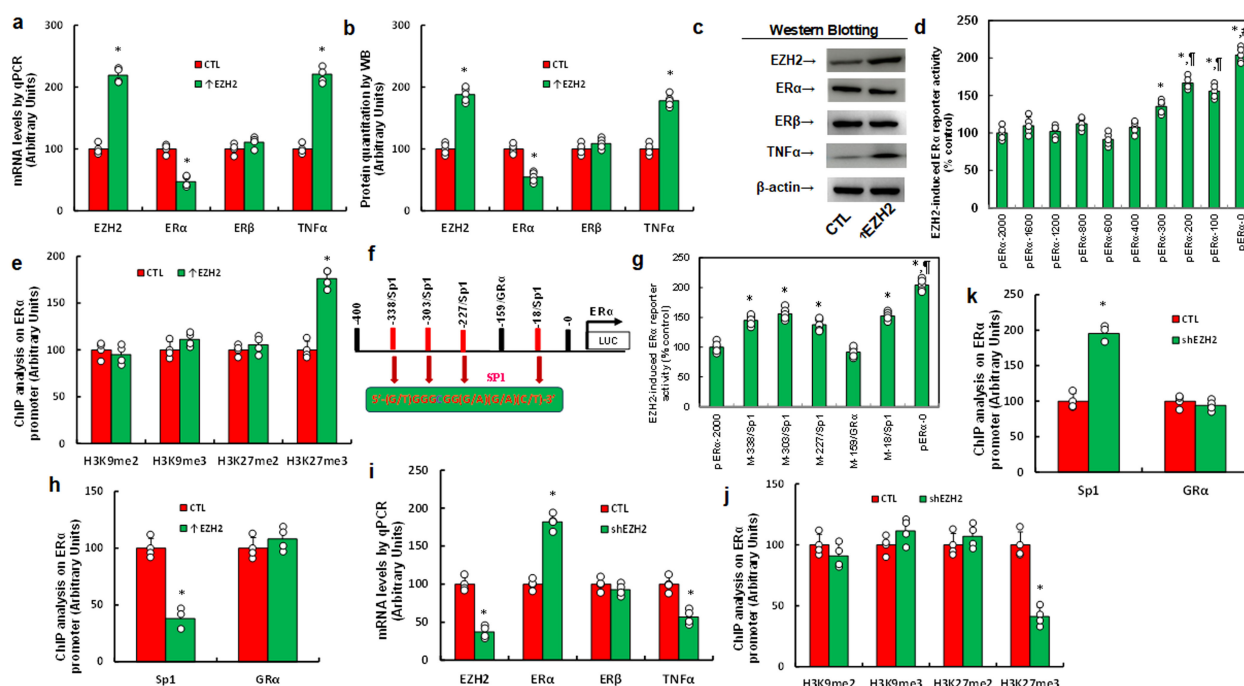 a
mRNA levels by qPCR
(Arbitrary Units)
300
200
100
0
CTL
↑EZH2
*
*
*
EZH2
ERα
ERβ
TNFα
b
Protein quantitation by WB
(Arbitrary Units)
300
200
100
0
CTL
↑EZH2
*
*
*
EZH2
ERα
ERβ
TNFα
c
Western Blotting
EZH2→
ERα→
ERβ→
TNFα→
β-actin→
CTL
↑EZH2
d
EZH2-induced ERα reporter activity
(% control)
250
200
150
100
50
0
*
*,¶
*,¶
pERα-2000
pERα-1600
pERα-1200
pERα-800
pERα-600
pERα-400
pERα-300
pERα-200
pERα-100
pERα-0
e
ChIP analysis on ERα
promoter (Arbitrary Units)
200
150
100
50
0
CTL
↑EZH2
*
H3K9me2
H3K9me3
H3K27me2
H3K27me3
f
-400
-338/Sp1
-303/Sp1
-227/Sp1
-159/GRα
-18/Sp1
-0
ERα
LUC
SP1
g
EZH2-induced ERα reporter
activity (% control)
250
200
150
100
50
0
*
*
*
*
*,¶
pERα-2000
M-338/Sp1
M-303/Sp1
M-227/Sp1
M-159/GRα
M-18/Sp1
pERα-0
k
ChIP analysis on ERα
promoter (Arbitrary Units)
250
200
150
100
50
0
CTL
shEZH2
*
Sp1
GRα
h
ChIP analysis on ERα
promoter (Arbitrary Units)
150
100
50
0
CTL
↑EZH2
*
Sp1
GRα
i
mRNA levels by qPCR
(Arbitrary Units)
250
200
150
100
50
0
CTL
shEZH2
*
*
*
EZH2
ERα
ERβ
TNFα
j
ChIP analysis on ERα
promoter (Arbitrary Units)
150
100
50
0
CTL
shEZH2
*
H3K9me2
H3K9me3
H3K27me2
H3K27me3